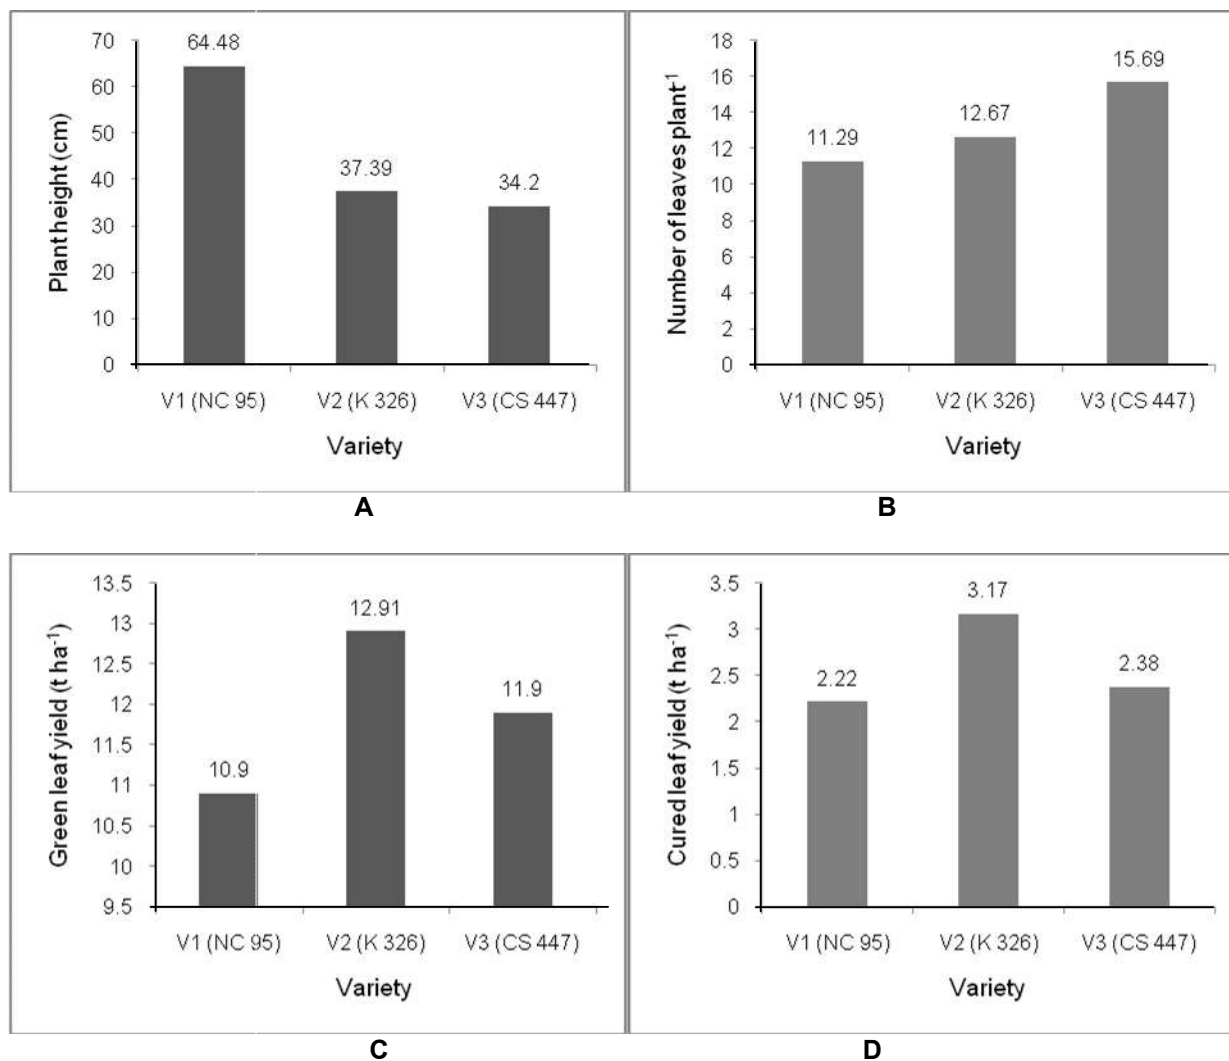 70
60
50
40
30
20
10
0
Plant height (cm)
64.48
37.39
34.2
V1 (NC 95) V2 (K 326) V3 (CS 447)
Variety
A
18
16
14
12
10
8
6
4
2
0
Number of leaves plant-1
11.29
12.67
15.69
V1 (NC 95) V2 (K 326) V3 (CS 447)
Variety
B
13.5
13
12.5
12
11.5
11
10.5
10
9.5
Green leaf yield (t ha-1)
10.9
12.91
11.9
V1 (NC 95) V2 (K 326) V3 (CS 447)
Variety
C
3.5
3
2.5
2
1.5
1
0.5
0
Cured leaf yield (t ha-1)
2.22
3.17
2.38
V1 (NC 95) V2 (K 326) V3 (CS 447)
Variety
D